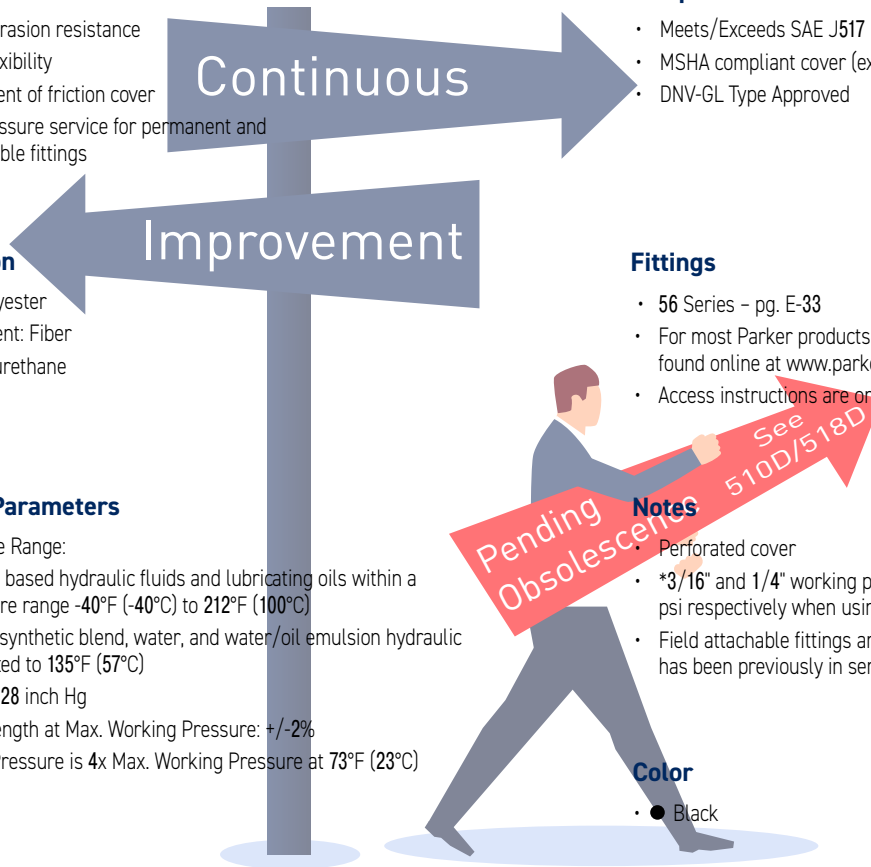 rasion resistance
xibility
ent of friction cover
ssure service for permanent and
ble fittings
Continuous
Improvement
Meets/Exceeds SAE J517
MSHA compliant cover (ex
DNV-GL Type Approved
on
yester
ent: Fiber
urethane
Fittings
• 56 Series – pg. E-33
• For most Parker products
found online at www.park
• Access instructions are o
See
510D/518D
Pending
Obsolescence
Parameters
e Range:
based hydraulic fluids and lubricating oils within a
re range -40°F (-40°C) to 212°F (100°C)
synthetic blend, water, and water/oil emulsion hydraulic
ted to 135°F (57°C)
28 inch Hg
ength at Max. Working Pressure: +/-2%
Pressure is 4x Max. Working Pressure at 73°F (23°C)
Notes
• Perforated cover
• *3/16" and 1/4" working p
psi respectively when usin
• Field attachable fittings a
has been previously in ser
Color
• Black